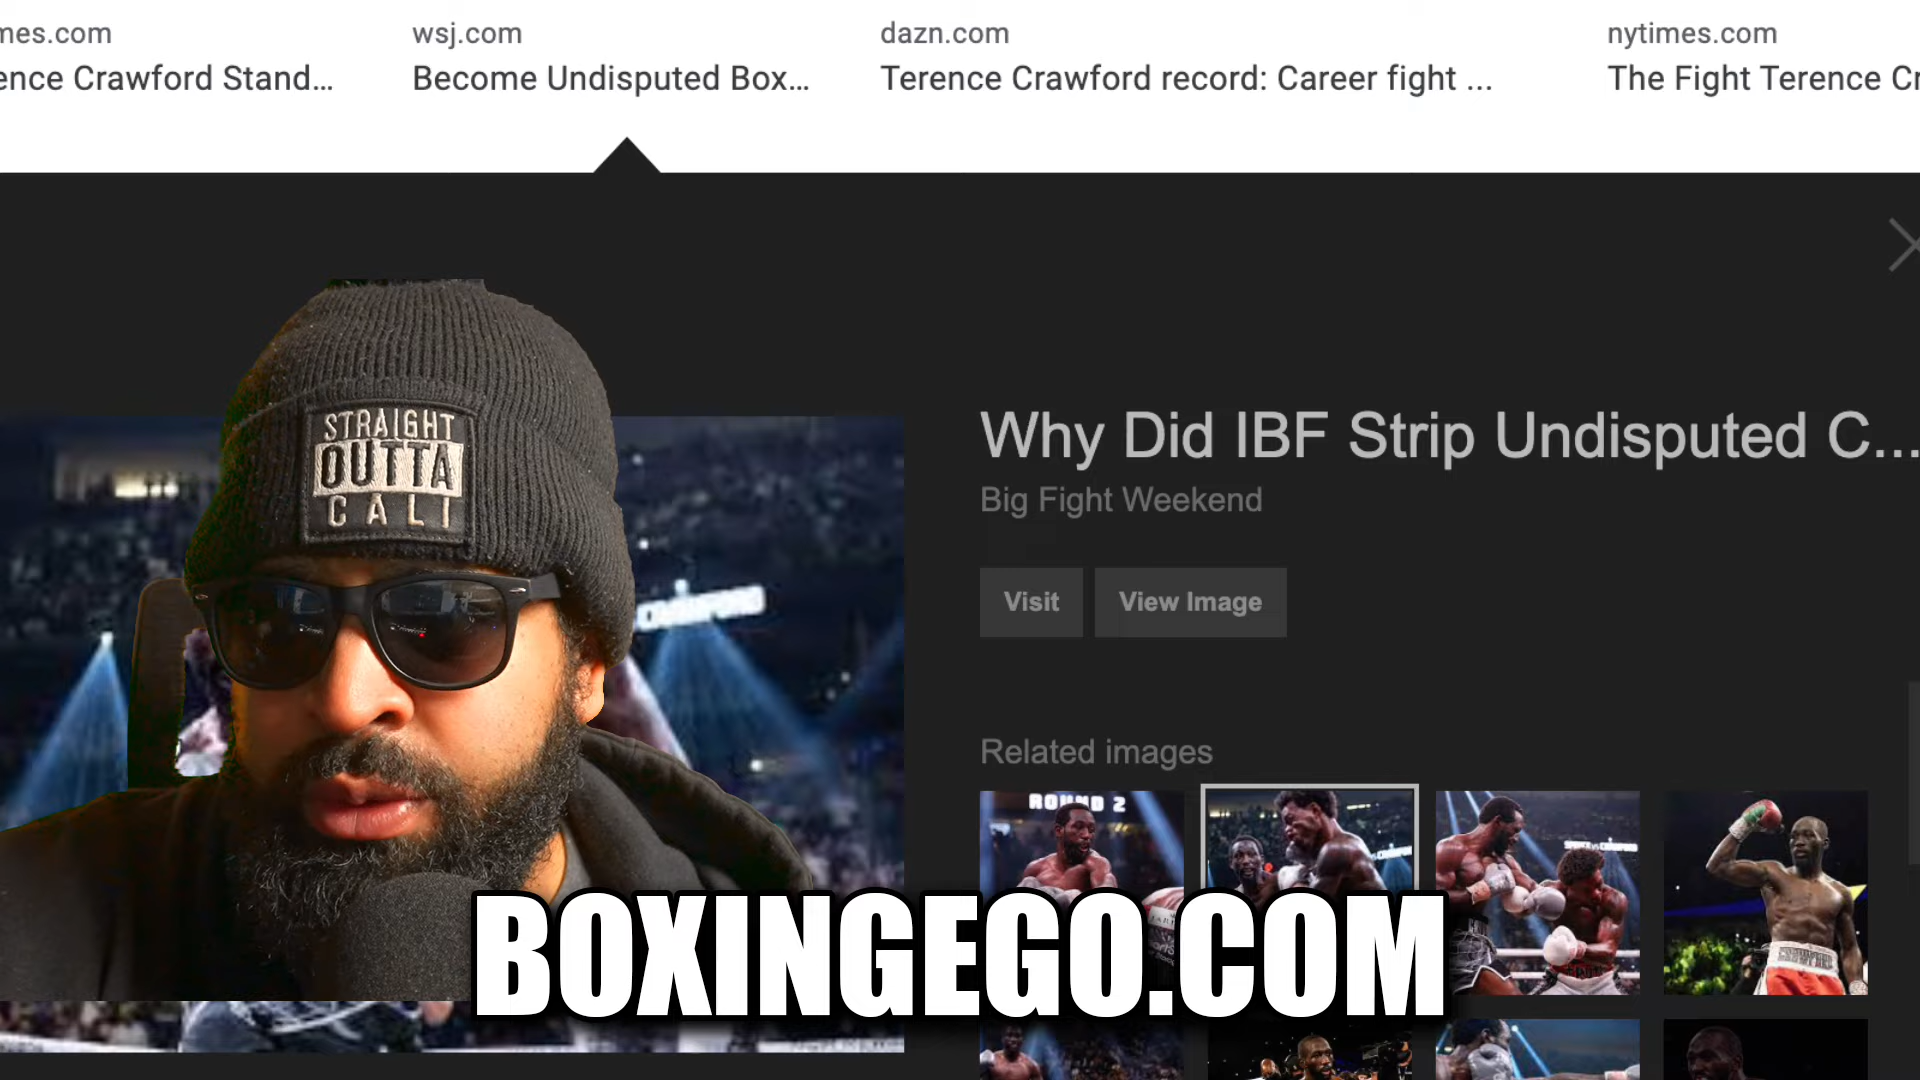 mes.com
ence Crawford Stand...
wsj.com
Become Undisputed Box...
dazn.com
Terence Crawford record: Career fight ...
nytimes.com
The Fight Terence Cr
STRAIGHT
OUTTA
CALI
CRAWFORD
Why Did IBF Strip Undisputed C...
Big Fight Weekend
Visit
View Image
Related images
ROUND 2
BOXINGEGO.COM